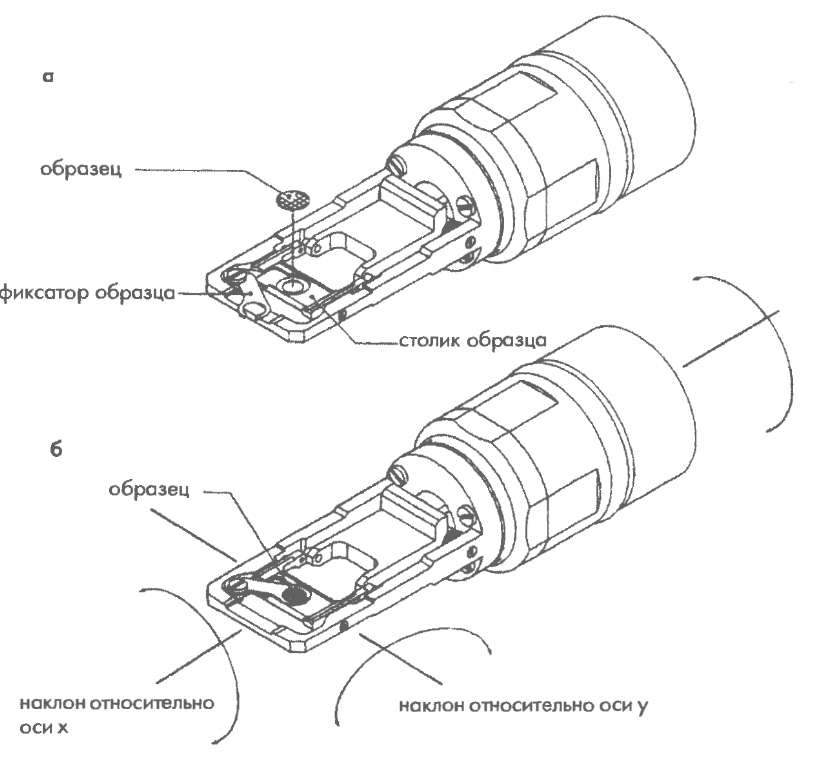 а
образец
фиксатор образца
столик образца
б
образец
наклон относительно
оси x
наклон относительно оси y